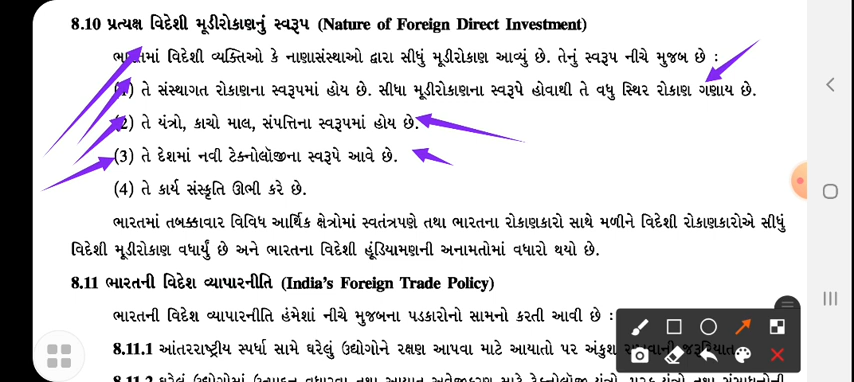 8.10 પ્રત્યક્ષ વિદેશી મૂડીરોકાણનું સ્વરૂપ (Nature of Foreign Direct Investment)
ભારતમાં વિદેશી વ્યક્તિઓ કે નાણાસંસ્થાઓ દ્વારા સીધું મૂડીરોકાણ આવ્યું છે. તેનું સ્વરૂપ નીચે મુજબ છે :
(1) તે સંસ્થાગત રોકાણના સ્વરૂપમાં હોય છે. સીધા મૂડીરોકાણના સ્વરૂપે હોવાથી તે વધુ સ્થિર રોકાણ ગણાય છે.
(2) તે યંત્રો, કાચો માલ, સંપત્તિના સ્વરૂપમાં હોય છે.
(3) તે દેશમાં નવી ટેક્નોલૉજીના સ્વરૂપે આવે છે.
(4) તે કાર્ય સંસ્કૃતિ ઊભી કરે છે.
ભારતમાં તબક્કાવાર વિવિધ આર્થિક ક્ષેત્રોમાં સ્વતંત્રપણે તથા ભારતના રોકાણકારો સાથે મળીને વિદેશી રોકાણકારોએ સીધું
વિદેશી મૂડીરોકાણ વધાર્યું છે અને ભારતના વિદેશી હૂંડિયામણની અનામતોમાં વધારો થયો છે.
8.11 ભારતની વિદેશ વ્યાપારનીતિ (India's Foreign Trade Policy)
ભારતની વિદેશ વ્યાપારનીતિ હંમેશાં નીચે મુજબના પડકારોનો સામનો કરતી આવી છે :
8.11.1 આંતરરાષ્ટ્રીય સ્પર્ધા સામે ઘરેલું ઉદ્યોગોને રક્ષણ આપવા માટે આયાતો પર અંકુશ